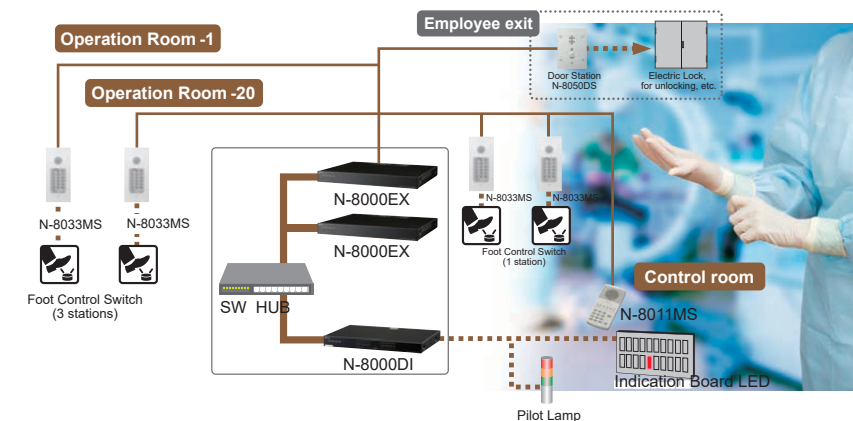 Employee exit
Operation Room -1
Door Station
N-8050DS
Electric Lock,
for unlocking, etc.
Operation Room -20
N-8033MS
N-8033MS
N-8000EX
N-8033MS
N-8033MS
N-8000EX
Foot Control Switch
(1 station)
Foot Control Switch
(3 stations)
SW HUB
Control room
N-8011MS
N-8000DI
Indication Board LED
Pilot Lamp